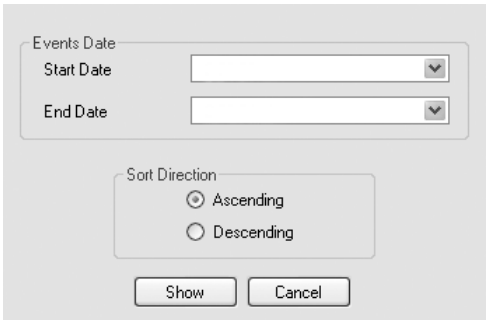 Events Date
Start Date
End Date
Sort Direction
Ascending
Descending
Show Cancel